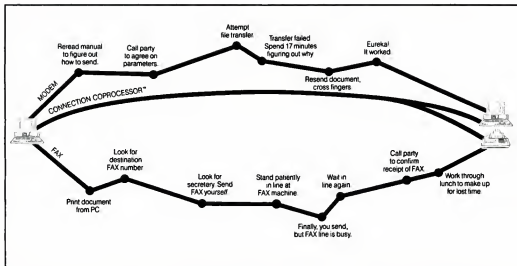 Attempt
file transfer.
Reread manual
to figure out
how to send.
Call party
to agree on
parameters.
Transfer failed
Spend 17 minutes
figuring out why
Eureka!
It worked.
Resend document,
cross fingers
MODEM
CONNECTION COPROCESSOR™
FAX
Look for
destination
FAX number
Print document
from PC.
Look for
secretary. Send
FAX yourself
Stand patiently
in line at
FAX machine.
Finally, you send,
but FAX line is busy.
Wait in
line again.
Call party
to confirm
receipt of FAX.
Work through
lunch to make up
for lost time.